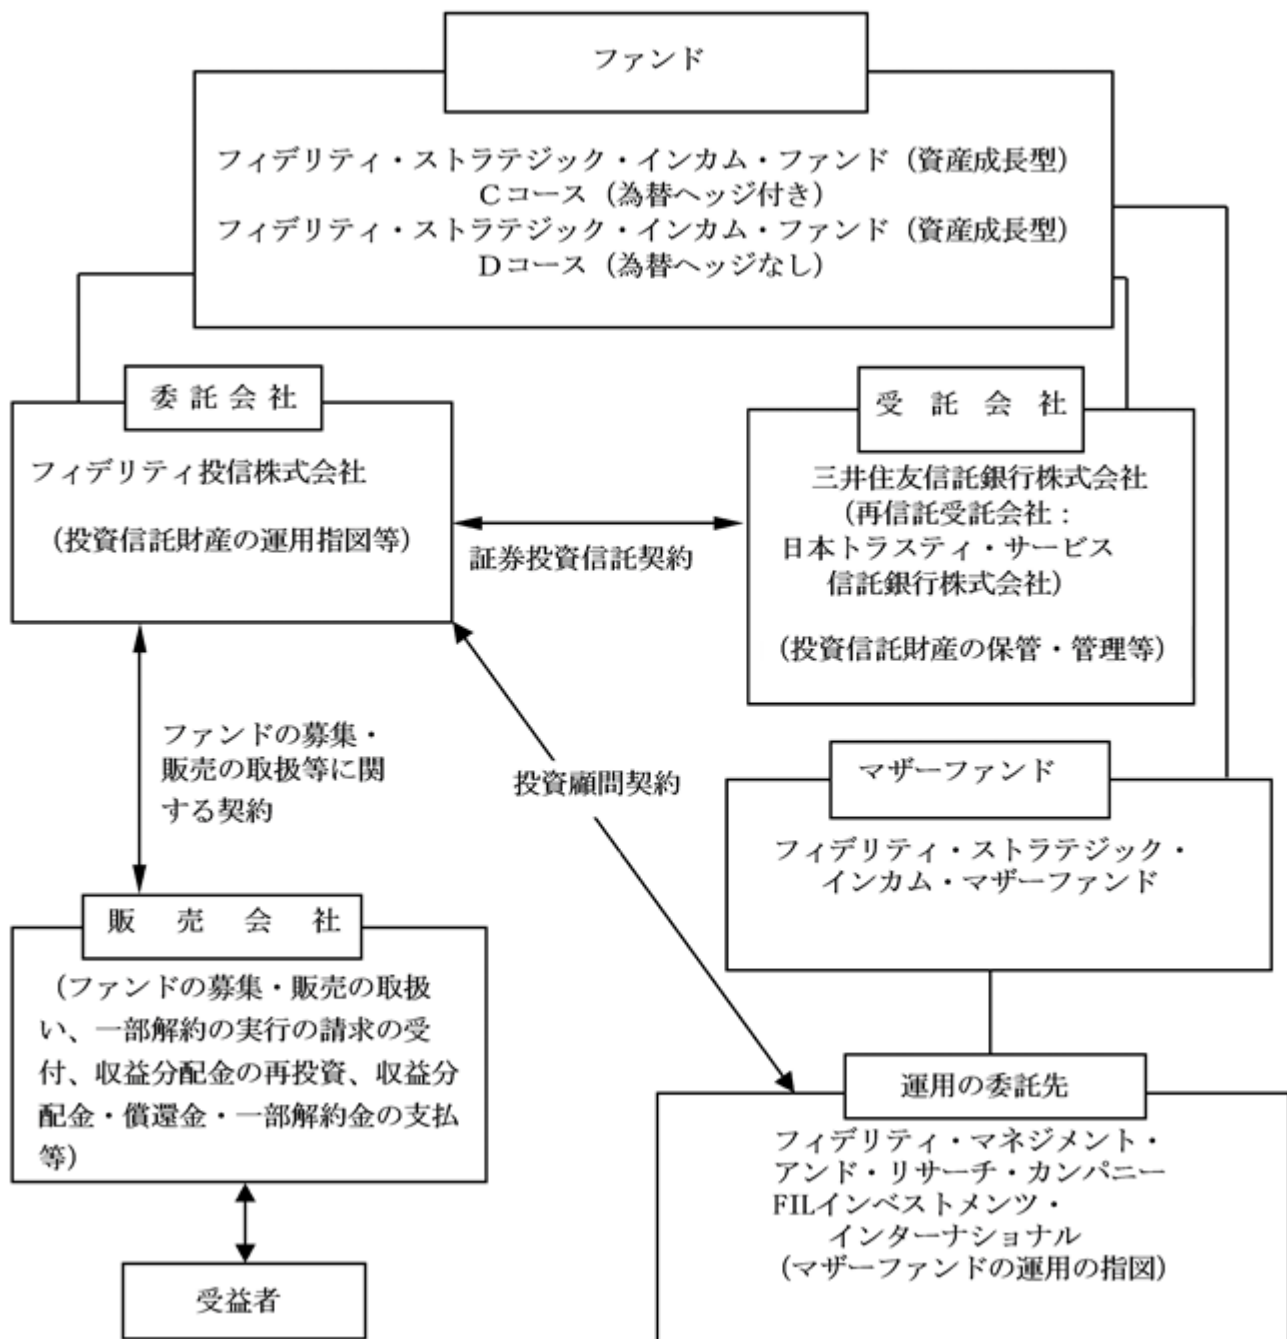 ファンド
フィデリティ・ストラテジック・インカム・ファンド（資産成長型）
Ｃコース（為替ヘッジ付き）
フィデリティ・ストラテジック・インカム・ファンド（資産成長型）
Ｄコース（為替ヘッジなし）
委託会社
フィデリティ投信株式会社
（投資信託財産の運用指図等）
証券投資信託契約
受託会社
三井住友信託銀行株式会社
（再信託受託会社：
日本トラスティ・サービス
信託銀行株式会社）
（投資信託財産の保管・管理等）
ファンドの募集・
販売の取扱等に関
する契約
投資顧問契約
マザーファンド
フィデリティ・ストラテジック・
インカム・マザーファンド
販売会社
（ファンドの募集・販売の取扱
い、一部解約の実行の請求の受
付、収益分配金の再投資、収益分
配金・償還金・一部解約金の支払
等）
運用の委託先
フィデリティ・マネジメント・
アンド・リサーチ・カンパニー
FILインベストメンツ・
インターナショナル
（マザーファンドの運用の指図）
受益者